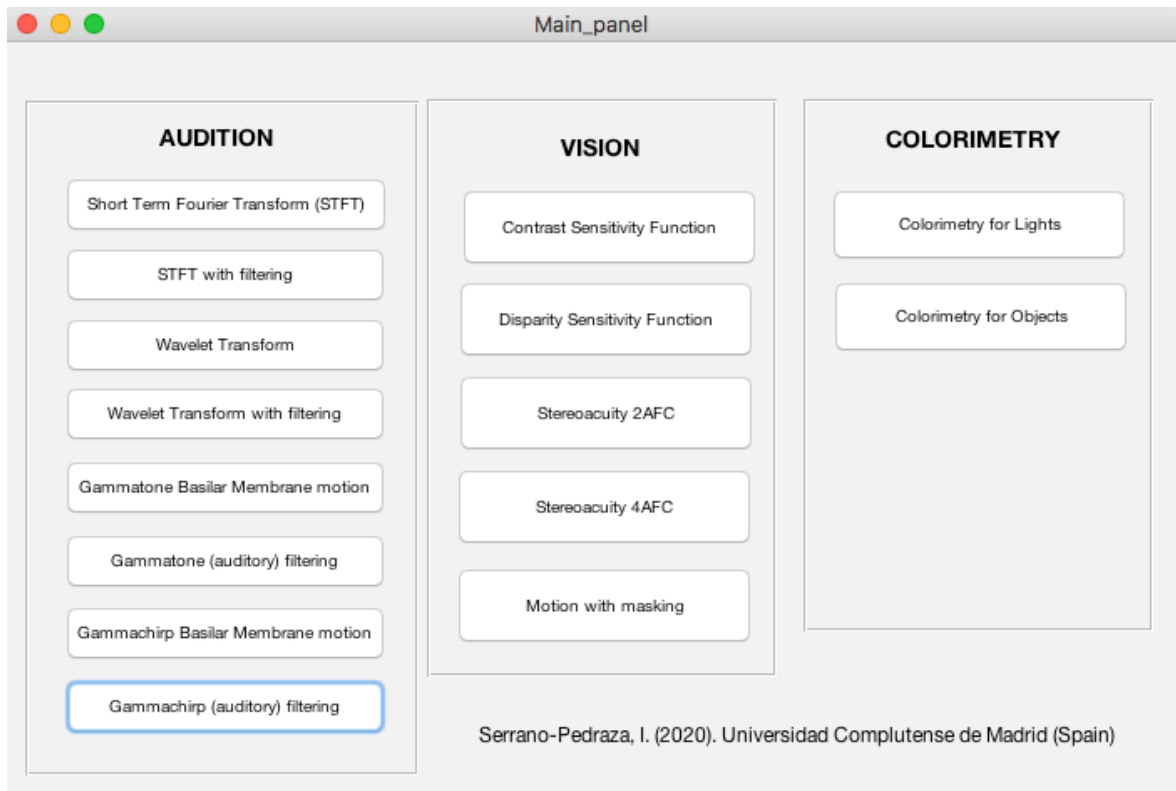 Main_panel
AUDITION
Short Term Fourier Transform (STFT)
STFT with filtering
Wavelet Transform
Wavelet Transform with filtering
Gammatone Basilar Membrane motion
Gammatone (auditory) filtering
Gammachirp Basilar Membrane motion
Gammachirp (auditory) filtering
VISION
Contrast Sensitivity Function
Disparity Sensitivity Function
Stereoacuity 2AFC
Stereoacuity 4AFC
Motion with masking
COLORIMETRY
Colorimetry for Lights
Colorimetry for Objects
Serrano-Pedraza, I. (2020). Universidad Complutense de Madrid (Spain)